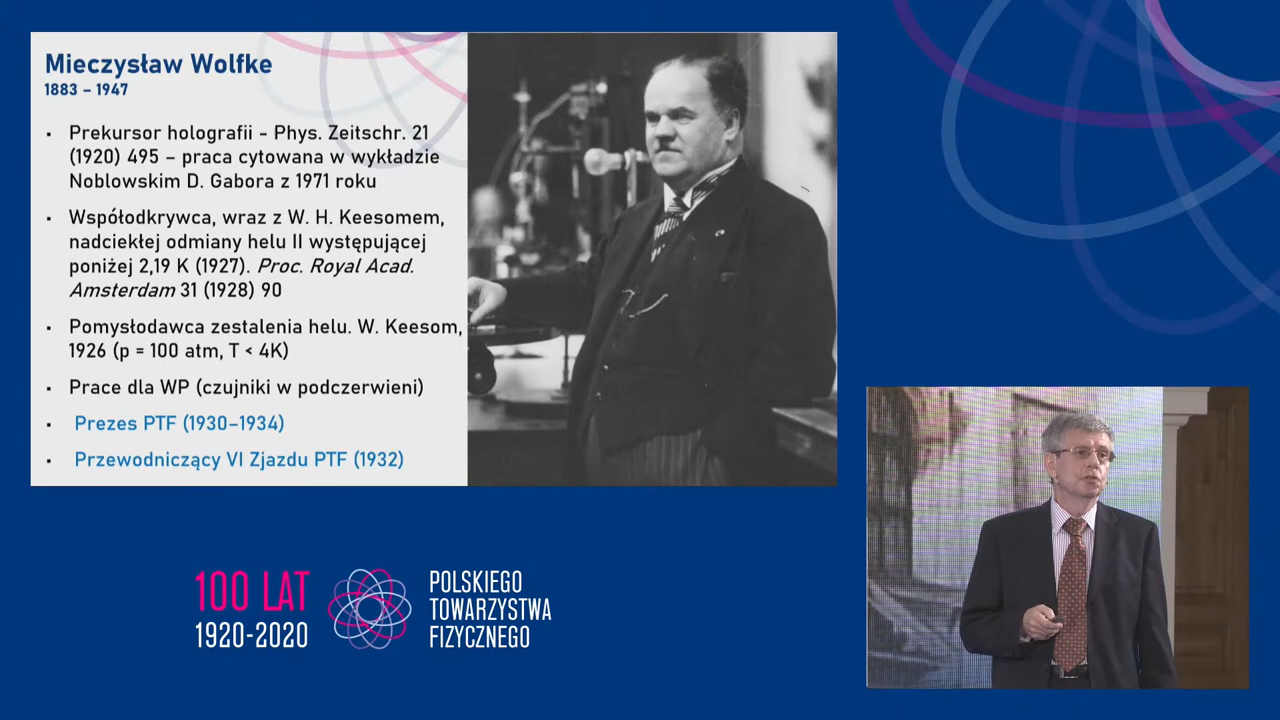 Mieczysław Wolfke
1883 – 1947
▪ Prekursor holografii - Phys. Zeitschr. 21
(1920) 495 – praca cytowana w wykładzie
Noblowskim D. Gabora z 1971 roku
▪ Współodkrywca, wraz z W. H. Keesomem,
nadciekłej odmiany helu II występującej
poniżej 2,19 K (1927). Proc. Royal Acad.
Amsterdam 31 (1928) 90
▪ Pomysłodawca zestalenia helu. W. Keesom,
1926 (p = 100 atm, T < 4K)
▪ Prace dla WP (czujniki w podczerwieni)
▪ Prezes PTF (1930–1934)
▪ Przewodniczący VI Zjazdu PTF (1932)
100 LAT
1920-2020
POLSKIEGO
TOWARZYSTWA
FIZYCZNEGO